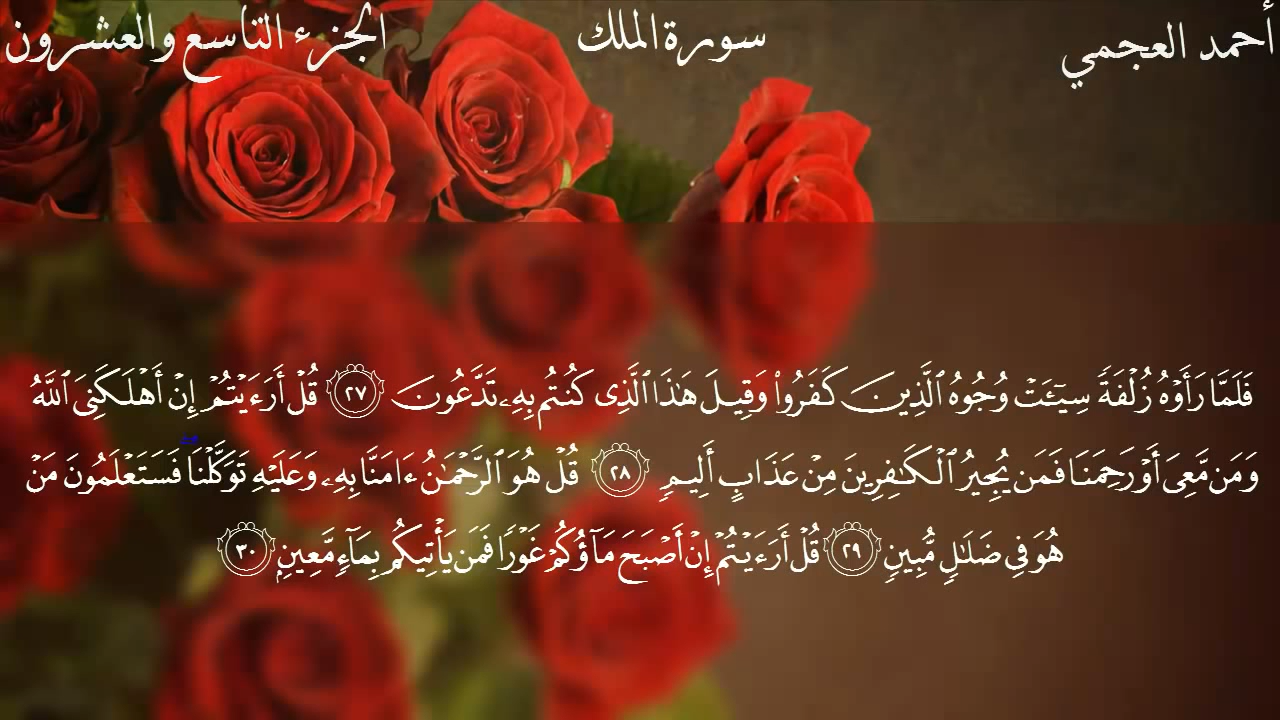 أحمد العجمي
سورة الملك
الجزء التاسع والعشرون
فَلَمَّا رَأَوْهُ زُلْفَةً سِيٓـَٔتْ وُجُوهُ ٱلَّذِينَ كَفَرُوا۟ وَقِيلَ هَٰذَا ٱلَّذِى كُنتُم بِهِۦ تَدَّعُونَ ٢٧ قُلْ أَرَءَيْتُمْ إِنْ أَهْلَكَنِىَ ٱللَّهُ
وَمَن مَّعِىَ أَوْ رَحِمَنَا فَمَن يُجِيرُ ٱلْكَٰفِرِينَ مِنْ عَذَابٍ أَلِيمٍ ٢٨ قُلْ هُوَ ٱلرَّحْمَٰنُ ءَامَنَّا بِهِۦ وَعَلَيْهِ تَوَكَّلْنَا ۖ فَسَتَعْلَمُونَ مَنْ
هُوَ فِى ضَلَٰلٍ مُّبِينٍ ٢٩ قُلْ أَرَءَيْتُمْ إِنْ أَصْبَحَ مَآؤُكُمْ غَوْرًا فَمَن يَأْتِيكُم بِمَآءٍ مَّعِينٍۭ ٣٠